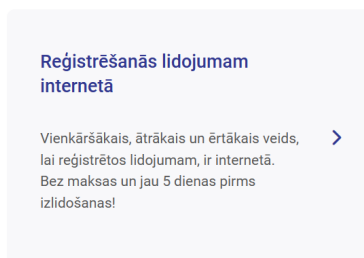 Reģistrēšanās lidojumam
internetā
Vienkāršākais, ātrākais un ērtākais veids,
lai reģistrētos lidojumam, ir internetā.
Bez maksas un jau 5 dienas pirms
izlidošanas!